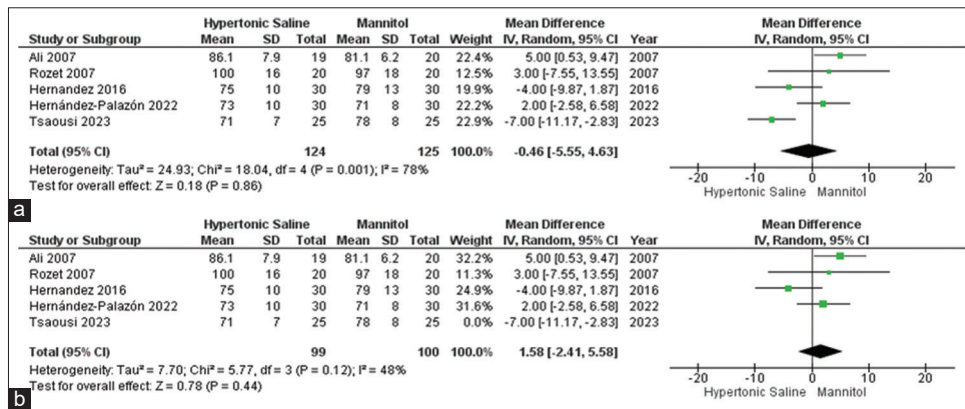 Hypertonic Saline Mannitol Mean Difference Mean Difference
Study or Subgroup Mean SD Total Mean SD Total Weight IV, Random, 95% CI Year IV, Random, 95% CI
Ali 2007 86.1 7.9 19 81.1 6.2 20 22.4% 5.00 [0.53, 9.47] 2007
Rozet 2007 100 16 20 97 18 20 12.5% 3.00 [-7.55, 13.55] 2007
Hernandez 2016 75 10 30 79 13 30 19.9% -4.00 [-9.87, 1.87] 2016
Hernández-Palazón 2022 73 10 30 71 8 30 22.2% 2.00 [-2.58, 6.58] 2022
Tsaousi 2023 71 7 25 78 8 25 22.9% -7.00 [-11.17, -2.83] 2023
Total (95% CI) 124 125 100.0% -0.46 [-5.55, 4.63]
Heterogeneity: Tau² = 24.93; Chi² = 18.04, df = 4 (P = 0.001); I² = 78%
Test for overall effect: Z = 0.18 (P = 0.86)
-20 -10 0 10 20
Hypertonic Saline Mannitol
a
Hypertonic Saline Mannitol Mean Difference Mean Difference
Study or Subgroup Mean SD Total Mean SD Total Weight IV, Random, 95% CI Year IV, Random, 95% CI
Ali 2007 86.1 7.9 19 81.1 6.2 20 32.2% 5.00 [0.53, 9.47] 2007
Rozet 2007 100 16 20 97 18 20 11.3% 3.00 [-7.55, 13.55] 2007
Hernandez 2016 75 10 30 79 13 30 24.9% -4.00 [-9.87, 1.87] 2016
Hernández-Palazón 2022 73 10 30 71 8 30 31.6% 2.00 [-2.58, 6.58] 2022
Tsaousi 2023 71 7 25 78 8 25 0.0% -7.00 [-11.17, -2.83] 2023
Total (95% CI) 99 100 100.0% 1.58 [-2.41, 5.58]
Heterogeneity: Tau² = 7.70; Chi² = 5.77, df = 3 (P = 0.12); I² = 48%
Test for overall effect: Z = 0.78 (P = 0.44)
-20 -10 0 10 20
Hypertonic Saline Mannitol
b